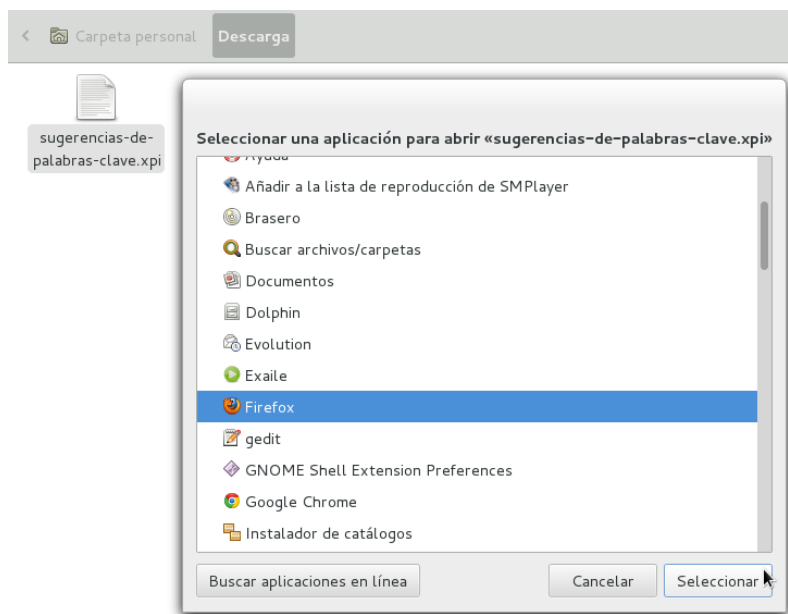 Carpeta personal Descarga
sugerencias-de-
palabras-clave.xpi
Seleccionar una aplicación para abrir «sugerencias-de-palabras-clave.xpi»
Ayuda
Añadir a la lista de reproducción de SMPlayer
Brasero
Buscar archivos/carpetas
Documentos
Dolphin
Evolution
Exaile
Firefox
gedit
GNOME Shell Extension Preferences
Google Chrome
Instalador de catálogos
Buscar aplicaciones en línea Cancelar Seleccionar